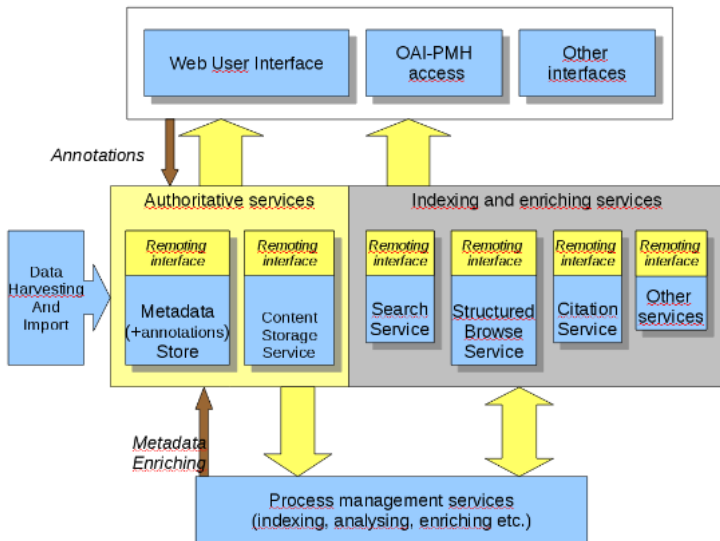 Web User Interface
OAI-PMH
access
Other
interfaces
Annotations
Authoritative services
Indexing and enriching services
Data
Harvesting
And
Import
Remoting
interface
Metadata
(+annotations)
Store
Remoting
interface
Content
Storage
Service
Remoting
interface
Search
Service
Remoting
interface
Structured
Browse
Service
Remoting
interface
Citation
Service
Remoting
interface
Other
services
Metadata
Enriching
Process management services
(indexing, analysing, enriching etc.)